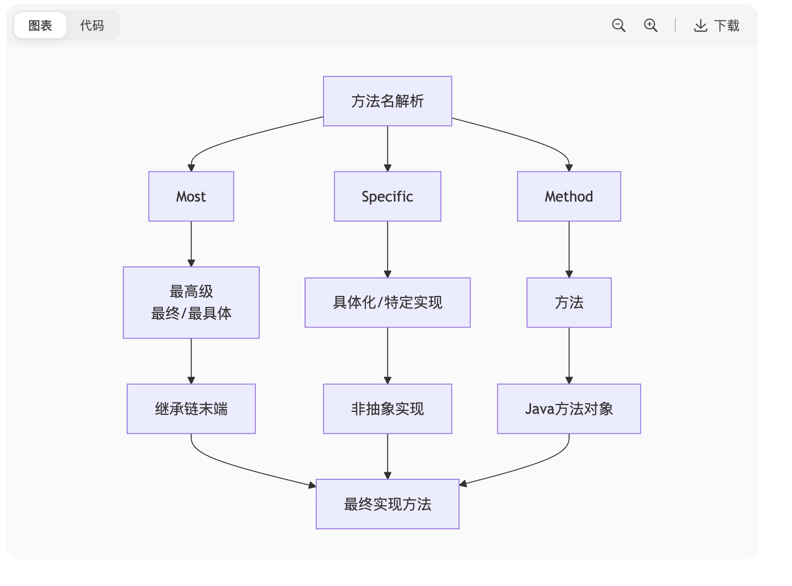 图表 代码 下载
方法名解析
Most Specific Method
最高级
最终/最具体
具体化/特定实现
方法
继承链末端 非抽象实现 Java方法对象
最终实现方法